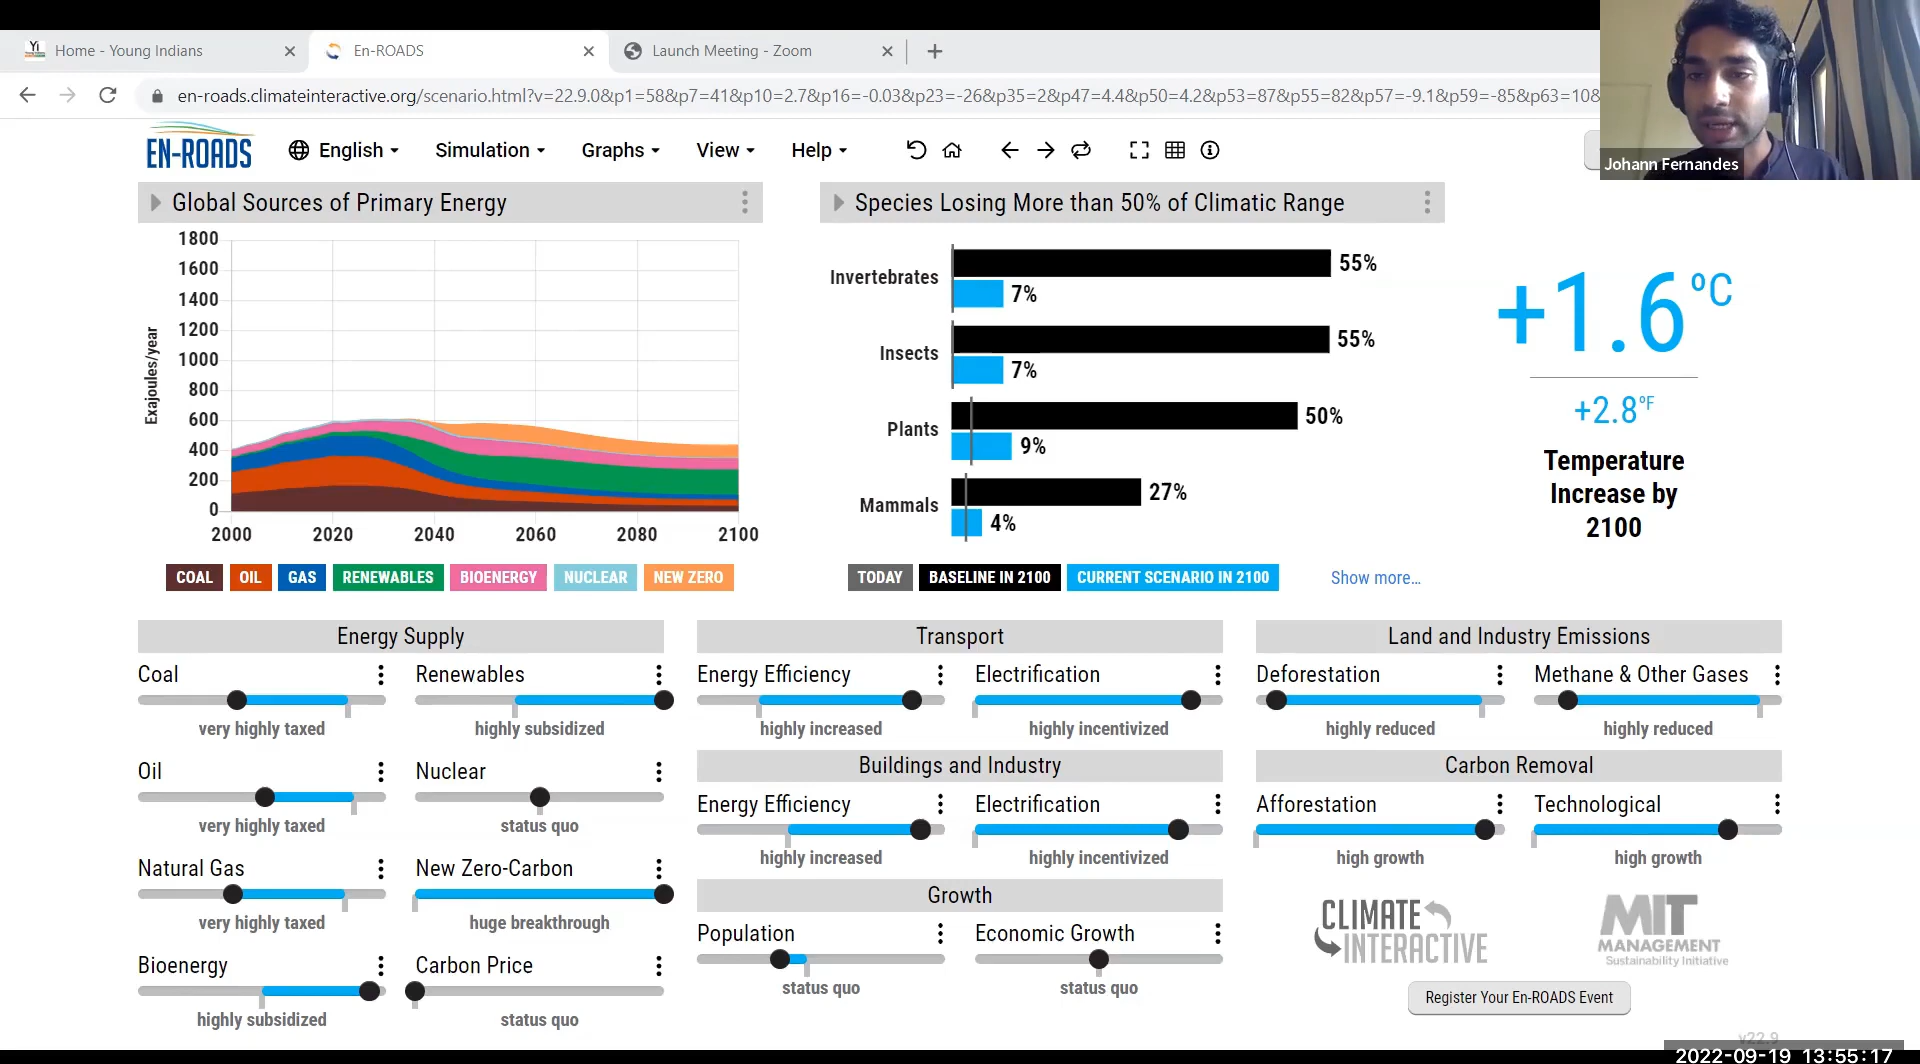 Home - Young Indians
En-ROADS
Launch Meeting - Zoom
en-roads.climateinteractive.org/scenario.html?v=22.9.0&p1=58&p7=41&p10=2.7&p16=-0.03&p23=-26&p35=2&p47=4.4&p50=4.2&p53=87&p55=82&p57=-9.1&p59=-85&p63=10&
Johann Fernandes
EN-ROADS
English
Simulation
Graphs
View
Help
Global Sources of Primary Energy
Exajoules/year
1800
1600
1400
1200
1000
800
600
400
200
0
2000 2020 2040 2060 2080 2100
COAL OIL GAS RENEWABLES BIOENERGY NUCLEAR NEW ZERO
Species Losing More than 50% of Climatic Range
Invertebrates
55%
7%
Insects
55%
7%
Plants
50%
9%
Mammals
27%
4%
TODAY BASELINE IN 2100 CURRENT SCENARIO IN 2100 Show more...
+1.6°C
+2.8°F
Temperature
Increase by
2100
Energy Supply
Coal
very highly taxed
Renewables
highly subsidized
Oil
very highly taxed
Nuclear
status quo
Natural Gas
very highly taxed
New Zero-Carbon
huge breakthrough
Bioenergy
highly subsidized
Carbon Price
status quo
Transport
Energy Efficiency
highly increased
Electrification
highly incentivized
Buildings and Industry
Energy Efficiency
highly increased
Electrification
highly incentivized
Growth
Population
status quo
Economic Growth
status quo
Land and Industry Emissions
Deforestation
highly reduced
Methane & Other Gases
highly reduced
Carbon Removal
Afforestation
high growth
Technological
high growth
CLIMATE
INTERACTIVE
MIT
MANAGEMENT
Sustainability Initiative
Register Your En-ROADS Event
v22.9
2022-09-19 13:55:17